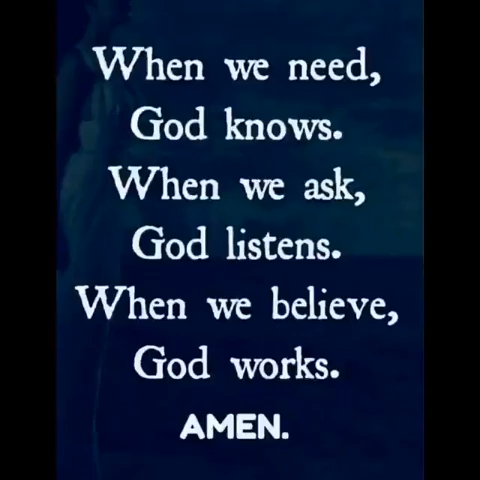 When we need,
God knows.
When we ask,
God listens.
When we believe,
God works.
AMEN.